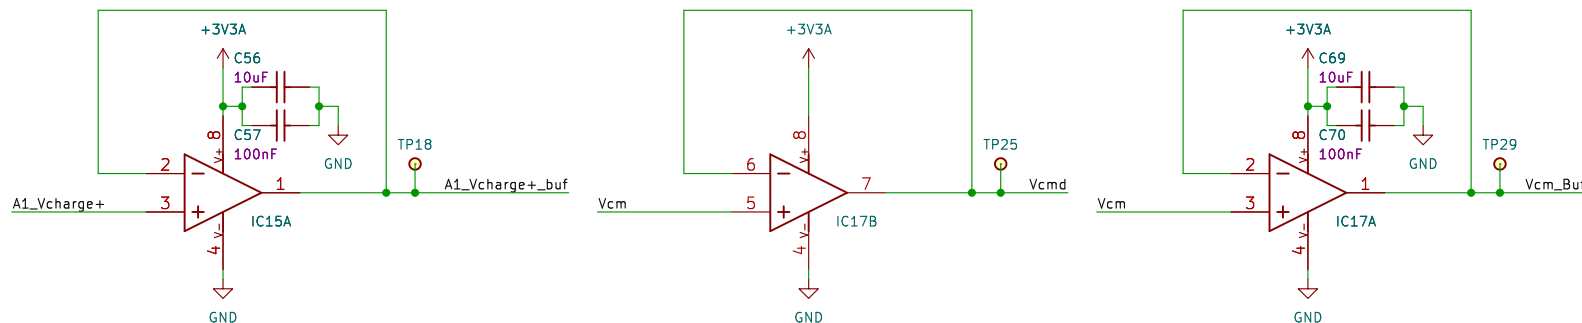 +3V3A
C56
10uF
C57
100nF
GND
8
V+
2
3
1
V-
4
A1_Vcharge+
A1_Vcharge+_buf
TP18
IC15A
GND
+3V3A
8
V+
6
5
7
V-
4
Vcm
Vcmd
TP25
IC17B
GND
+3V3A
C69
10uF
C70
100nF
GND
8
V+
2
3
1
V-
4
Vcm
Vcm_Buf
TP29
IC17A
GND